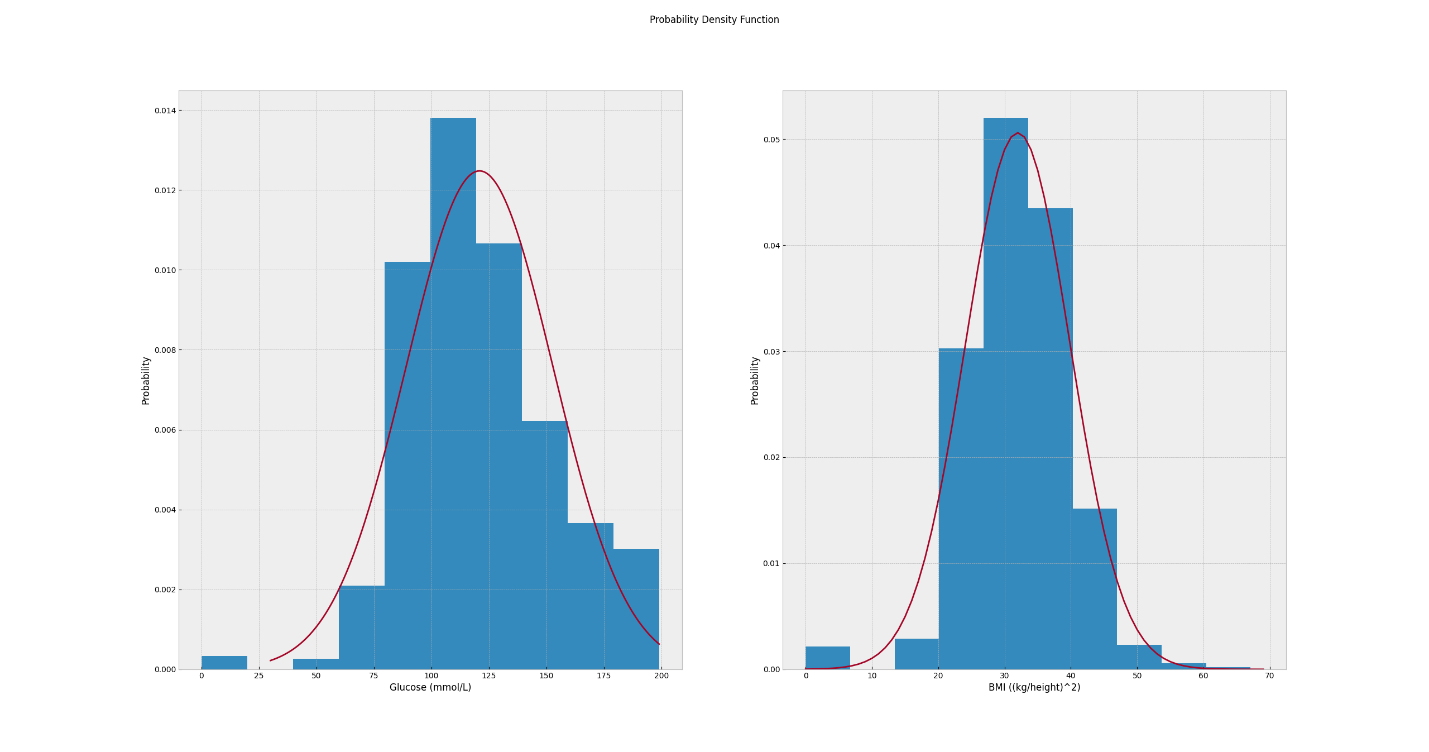 Probability Density Function
0.014
0.012
0.010
0.008
0.006
0.004
0.002
0.000
Probability
0 25 50 75 100 125 150 175 200
Glucose (mmol/L)
0.05
0.04
0.03
0.02
0.01
0.00
Probability
0 10 20 30 40 50 60 70
BMI ((kg/height)^2)